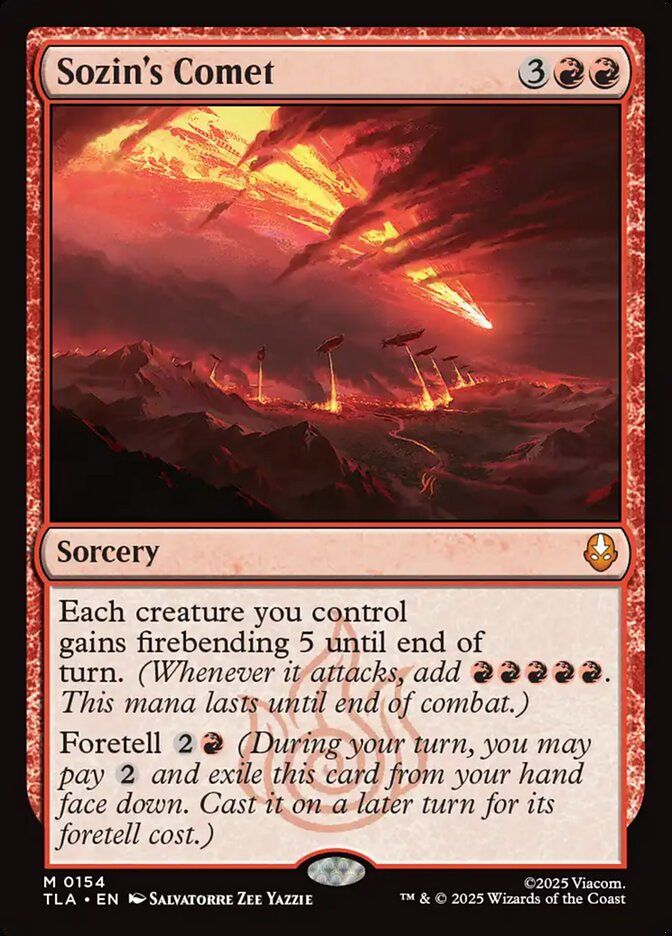 Sozin's Comet 3
Sorcery
Each creature you control
gains firebending 5 until end of
turn. (Whenever it attacks, add .
This mana lasts until end of combat.)
Foretell 2 (During your turn, you may
pay 2 and exile this card from your hand
face down. Cast it on a later turn for its
foretell cost.)
M 0154
TLA • EN Salvatorre Zee Yazzie
©2025 Viacom.
™ & © 2025 Wizards of the Coast